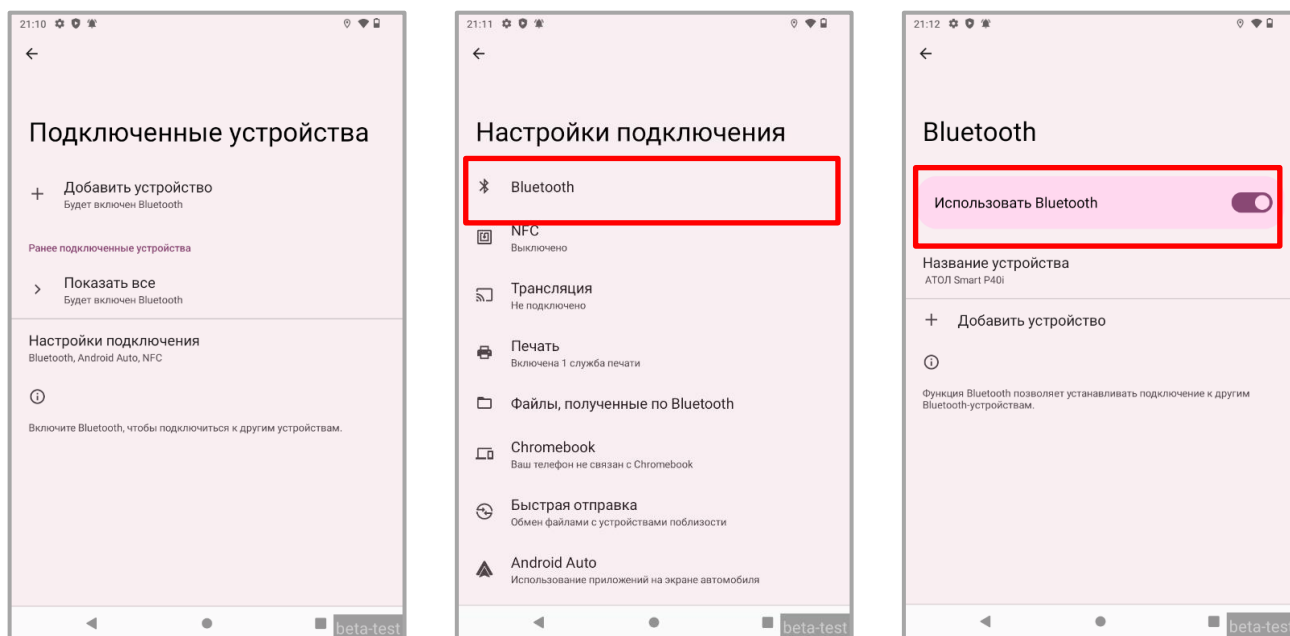 21:10
Подключенные устройства
Добавить устройство
Будет включен Bluetooth
Ранее подключенные устройства
Показать все
Будет включен Bluetooth
Настройки подключения
Bluetooth, Android Auto, NFC
Включите Bluetooth, чтобы подключиться к другим устройствам.
beta-test
21:11
Настройки подключения
Bluetooth
NFC
Выключено
Трансляция
Не подключено
Печать
Включена 1 служба печати
Файлы, полученные по Bluetooth
Chromebook
Ваш телефон не связан с Chromebook
Быстрая отправка
Обмен файлами с устройствами поблизости
Android Auto
Использование приложений на экране автомобиля
beta-test
21:12
Bluetooth
Использовать Bluetooth
Название устройства
АТОЛ Smart P40i
Добавить устройство
Функция Bluetooth позволяет устанавливать подключение к другим
Bluetooth-устройствам.
beta-test